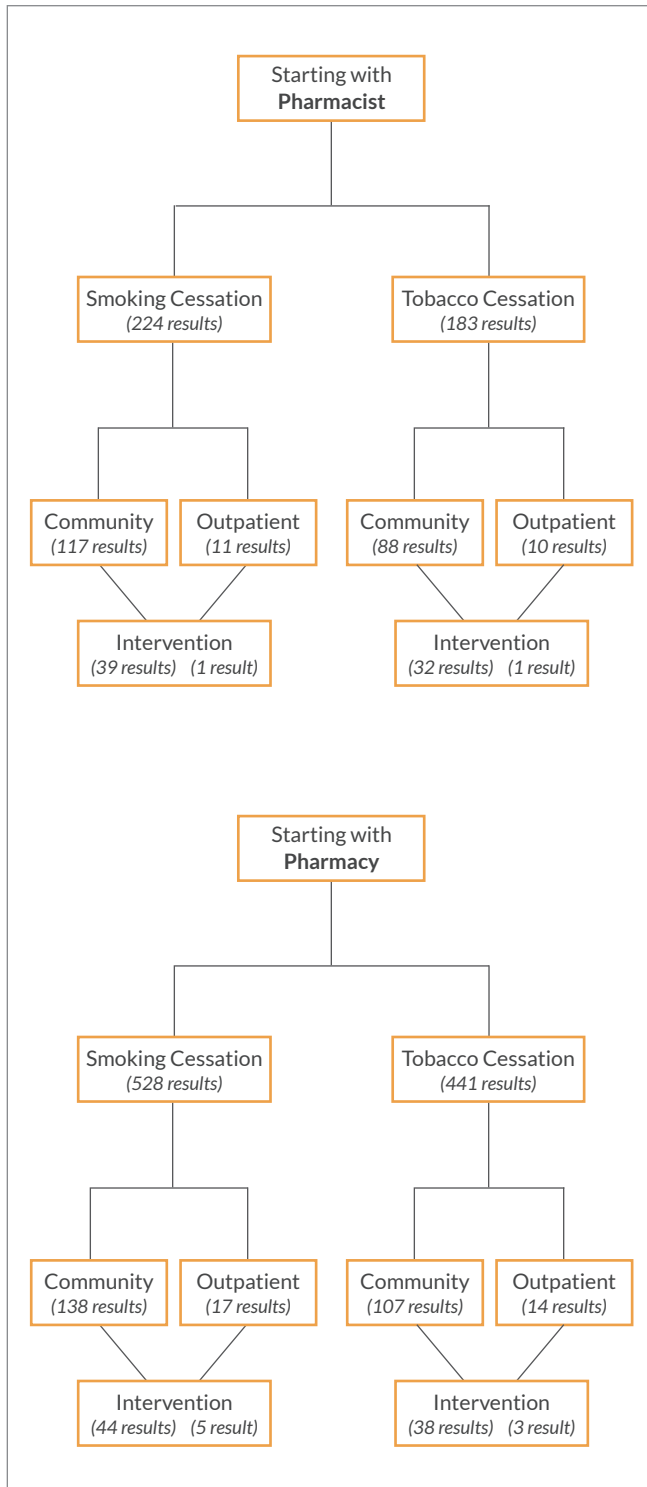 Starting with
Pharmacist
Smoking Cessation
(224 results)
Tobacco Cessation
(183 results)
Community
(117 results)
Outpatient
(11 results)
Community
(88 results)
Outpatient
(10 results)
Intervention
(39 results) (1 result)
Intervention
(32 results) (1 result)
Starting with
Pharmacy
Smoking Cessation
(528 results)
Tobacco Cessation
(441 results)
Community
(138 results)
Outpatient
(17 results)
Community
(107 results)
Outpatient
(14 results)
Intervention
(44 results) (5 result)
Intervention
(38 results) (3 result)